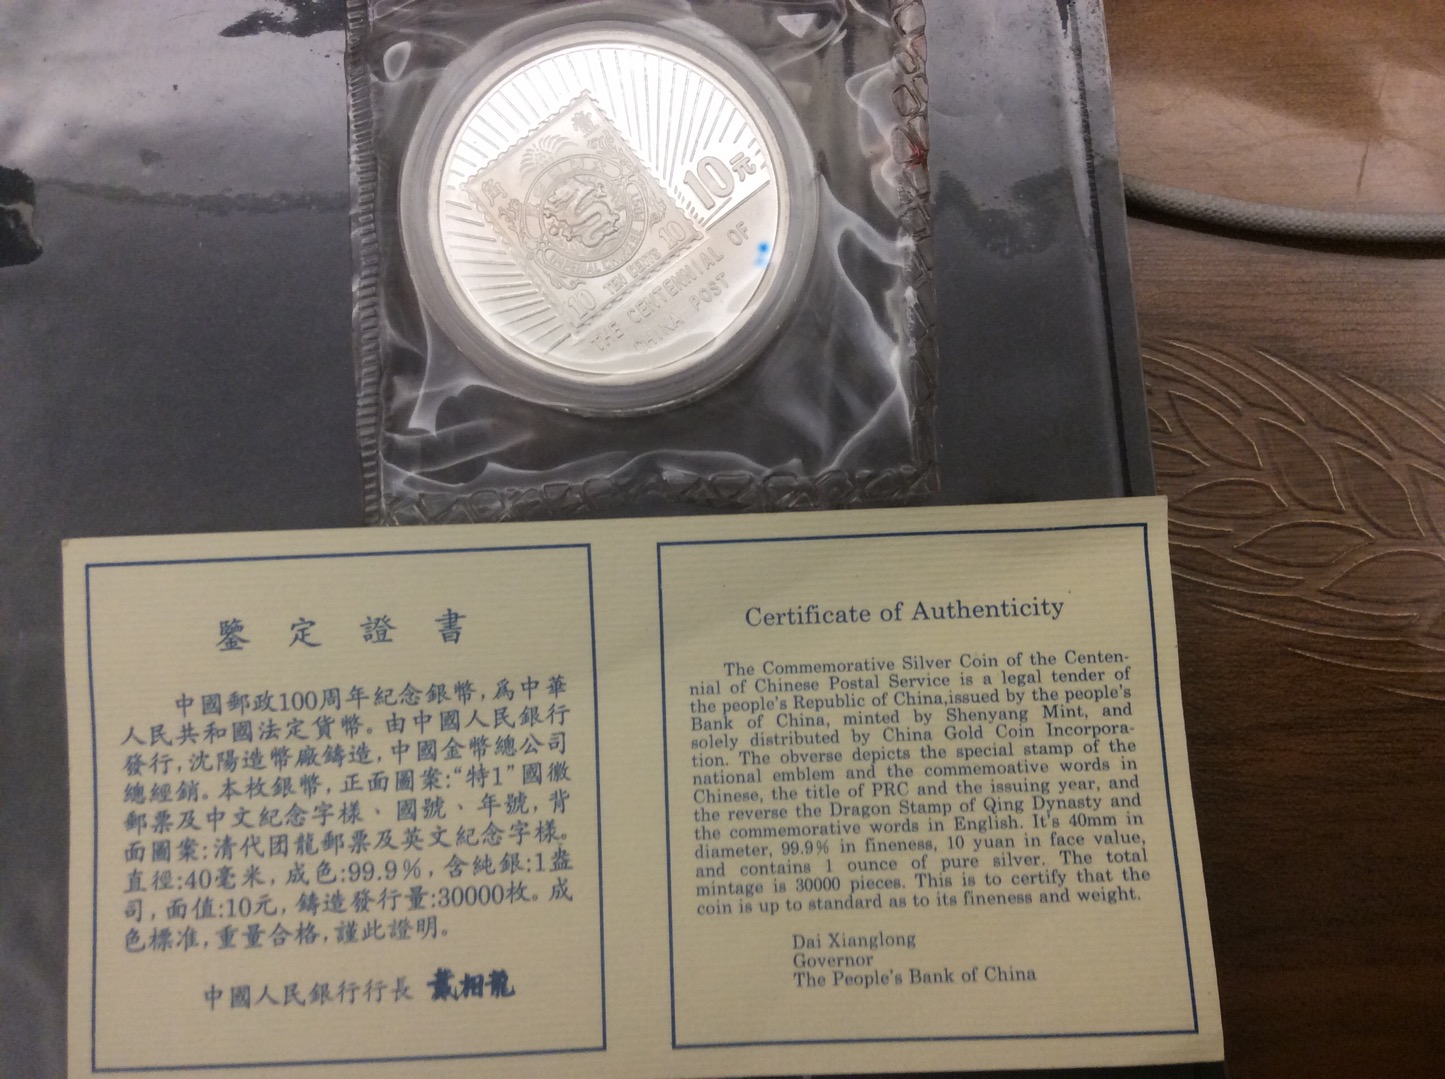 壹
角
分
10元
IMPERIAL CHINESE POST
10 TEN CENTS 10
THE CENTENNIAL OF
CHINA POST
鑒定證書
中國郵政100周年紀念銀幣,爲中華
人民共和國法定貨幣。由中國人民銀行
發行,沈陽造幣廠鑄造,中國金幣總公司
總經銷。本枚銀幣,正面圖案:“特1”國徽
郵票及中文紀念字樣、國號、年號,背
面圖案:清代团龍郵票及英文紀念字樣。
直徑:40毫米,成色:99.9%,含純銀:1盎
司,面值:10元,鑄造發行量:30000枚。成
色標准,重量合格,謹此證明。
中國人民銀行行長 戴相龍
Certificate of Authenticity
The Commemorative Silver Coin of the Centen-
nial of Chinese Postal Service is a legal tender of
the people's Republic of China,issued by the people's
Bank of China, minted by Shenyang Mint, and
solely distributed by China Gold Coin Incorpora-
tion. The obverse depicts the special stamp of the
national emblem and the commemoative words in
Chinese, the title of PRC and the issuing year, and
the reverse the Dragon Stamp of Qing Dynasty and
the commemorative words in English. It's 40mm in
diameter, 99.9% in fineness, 10 yuan in face value,
and contains 1 ounce of pure silver. The total
mintage is 30000 pieces. This is to certify that the
coin is up to standard as to its fineness and weight.
Dai Xianglong
Governor
The People's Bank of China